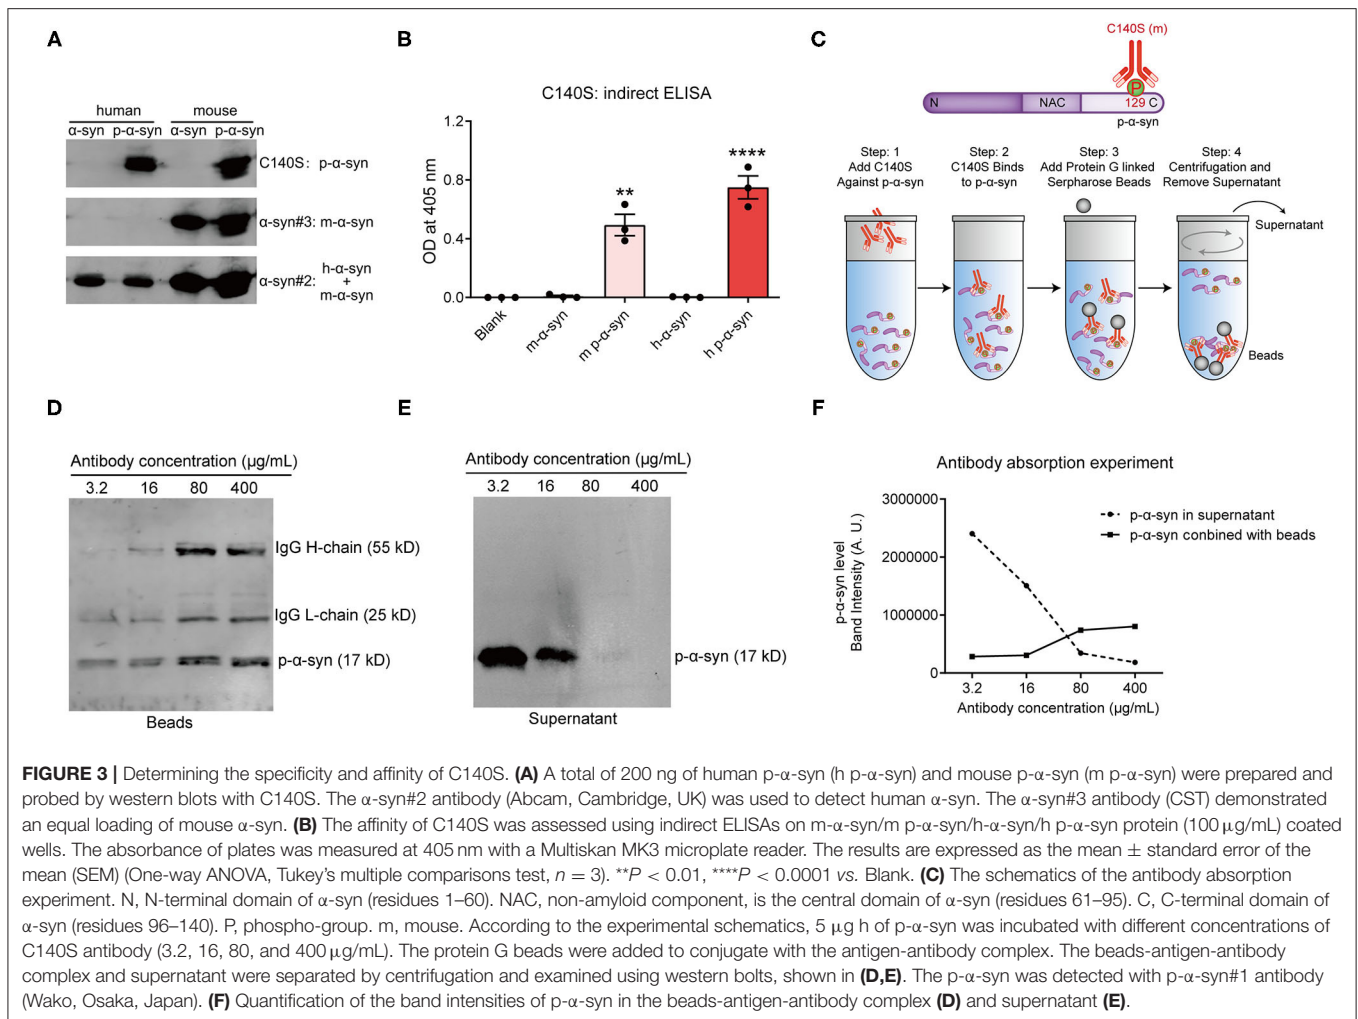 A
human mouse
α-syn p-α-syn α-syn p-α-syn
C140S: p-α-syn
α-syn#3: m-α-syn
α-syn#2: h-α-syn
+
m-α-syn
B
C140S: indirect ELISA
OD at 405 nm
1.2
0.8
0.4
0.0
**
****
Blank
m-α-syn
m p-α-syn
h-α-syn
h p-α-syn
C
C140S (m)
P
N NAC 129 C
p-α-syn
Step: 1
Add C140S
Against p-α-syn
Step: 2
C140S Binds
to p-α-syn
Step: 3
Add Protein G linked
Serpharose Beads
Step: 4
Centrifugation and
Remove Supernatant
Supernatant
Beads
D
Antibody concentration (µg/mL)
3.2 16 80 400
IgG H-chain (55 kD)
IgG L-chain (25 kD)
p-α-syn (17 kD)
Beads
E
Antibody concentration (µg/mL)
3.2 16 80 400
p-α-syn (17 kD)
Supernatant
F
Antibody absorption experiment
p-α-syn level
Band Intensity (A. U.)
3000000
2000000
1000000
0
p-α-syn in supernatant
p-α-syn conbined with beads
3.2 16 80 400
Antibody concentration (µg/mL)
FIGURE 3 | Determining the specificity and affinity of C140S. (A) A total of 200 ng of human p-α-syn (h p-α-syn) and mouse p-α-syn (m p-α-syn) were prepared and
probed by western blots with C140S. The α-syn#2 antibody (Abcam, Cambridge, UK) was used to detect human α-syn. The α-syn#3 antibody (CST) demonstrated
an equal loading of mouse α-syn. (B) The affinity of C140S was assessed using indirect ELISAs on m-α-syn/m p-α-syn/h-α-syn/h p-α-syn protein (100 µg/mL) coated
wells. The absorbance of plates was measured at 405 nm with a Multiskan MK3 microplate reader. The results are expressed as the mean ± standard error of the
mean (SEM) (One-way ANOVA, Tukey's multiple comparisons test, n = 3). **P < 0.01, ****P < 0.0001 vs. Blank. (C) The schematics of the antibody absorption
experiment. N, N-terminal domain of α-syn (residues 1–60). NAC, non-amyloid component, is the central domain of α-syn (residues 61–95). C, C-terminal domain of
α-syn (residues 96–140). P, phospho-group. m, mouse. According to the experimental schematics, 5 µg h of p-α-syn was incubated with different concentrations of
C140S antibody (3.2, 16, 80, and 400 µg/mL). The protein G beads were added to conjugate with the antigen-antibody complex. The beads-antigen-antibody
complex and supernatant were separated by centrifugation and examined using western bolts, shown in (D,E). The p-α-syn was detected with p-α-syn#1 antibody
(Wako, Osaka, Japan). (F) Quantification of the band intensities of p-α-syn in the beads-antigen-antibody complex (D) and supernatant (E).